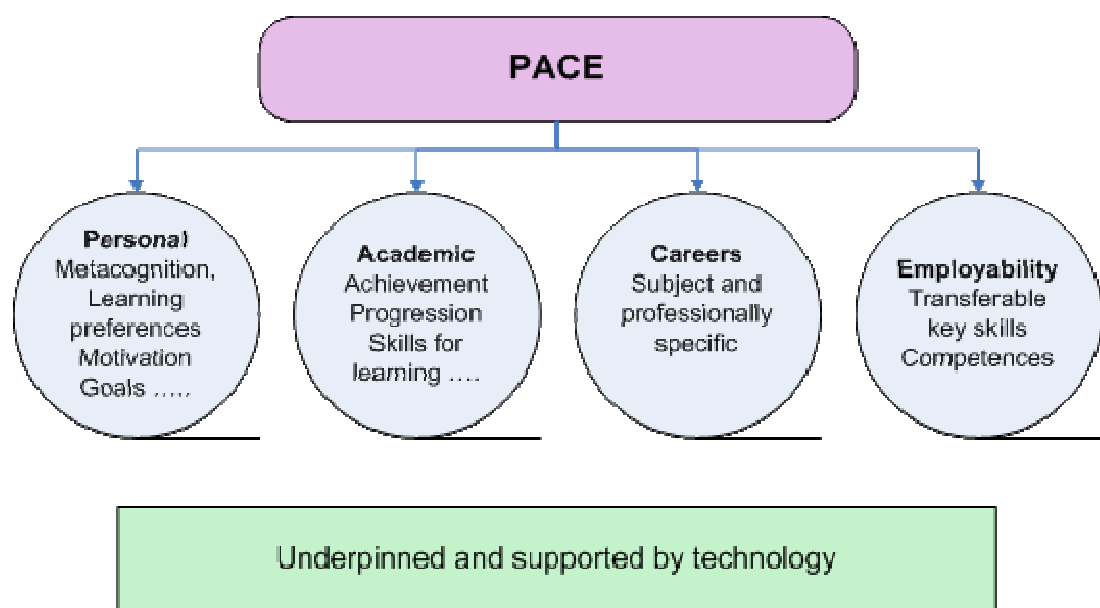 PACE
Personal
Metacognition,
Learning
preferences
Motivation
Goals .....
Academic
Achievement
Progression
Skills for
learning ....
Careers
Subject and
professionally
specific
Employability
Transferable
key skills
Competences
Underpinned and supported by technology